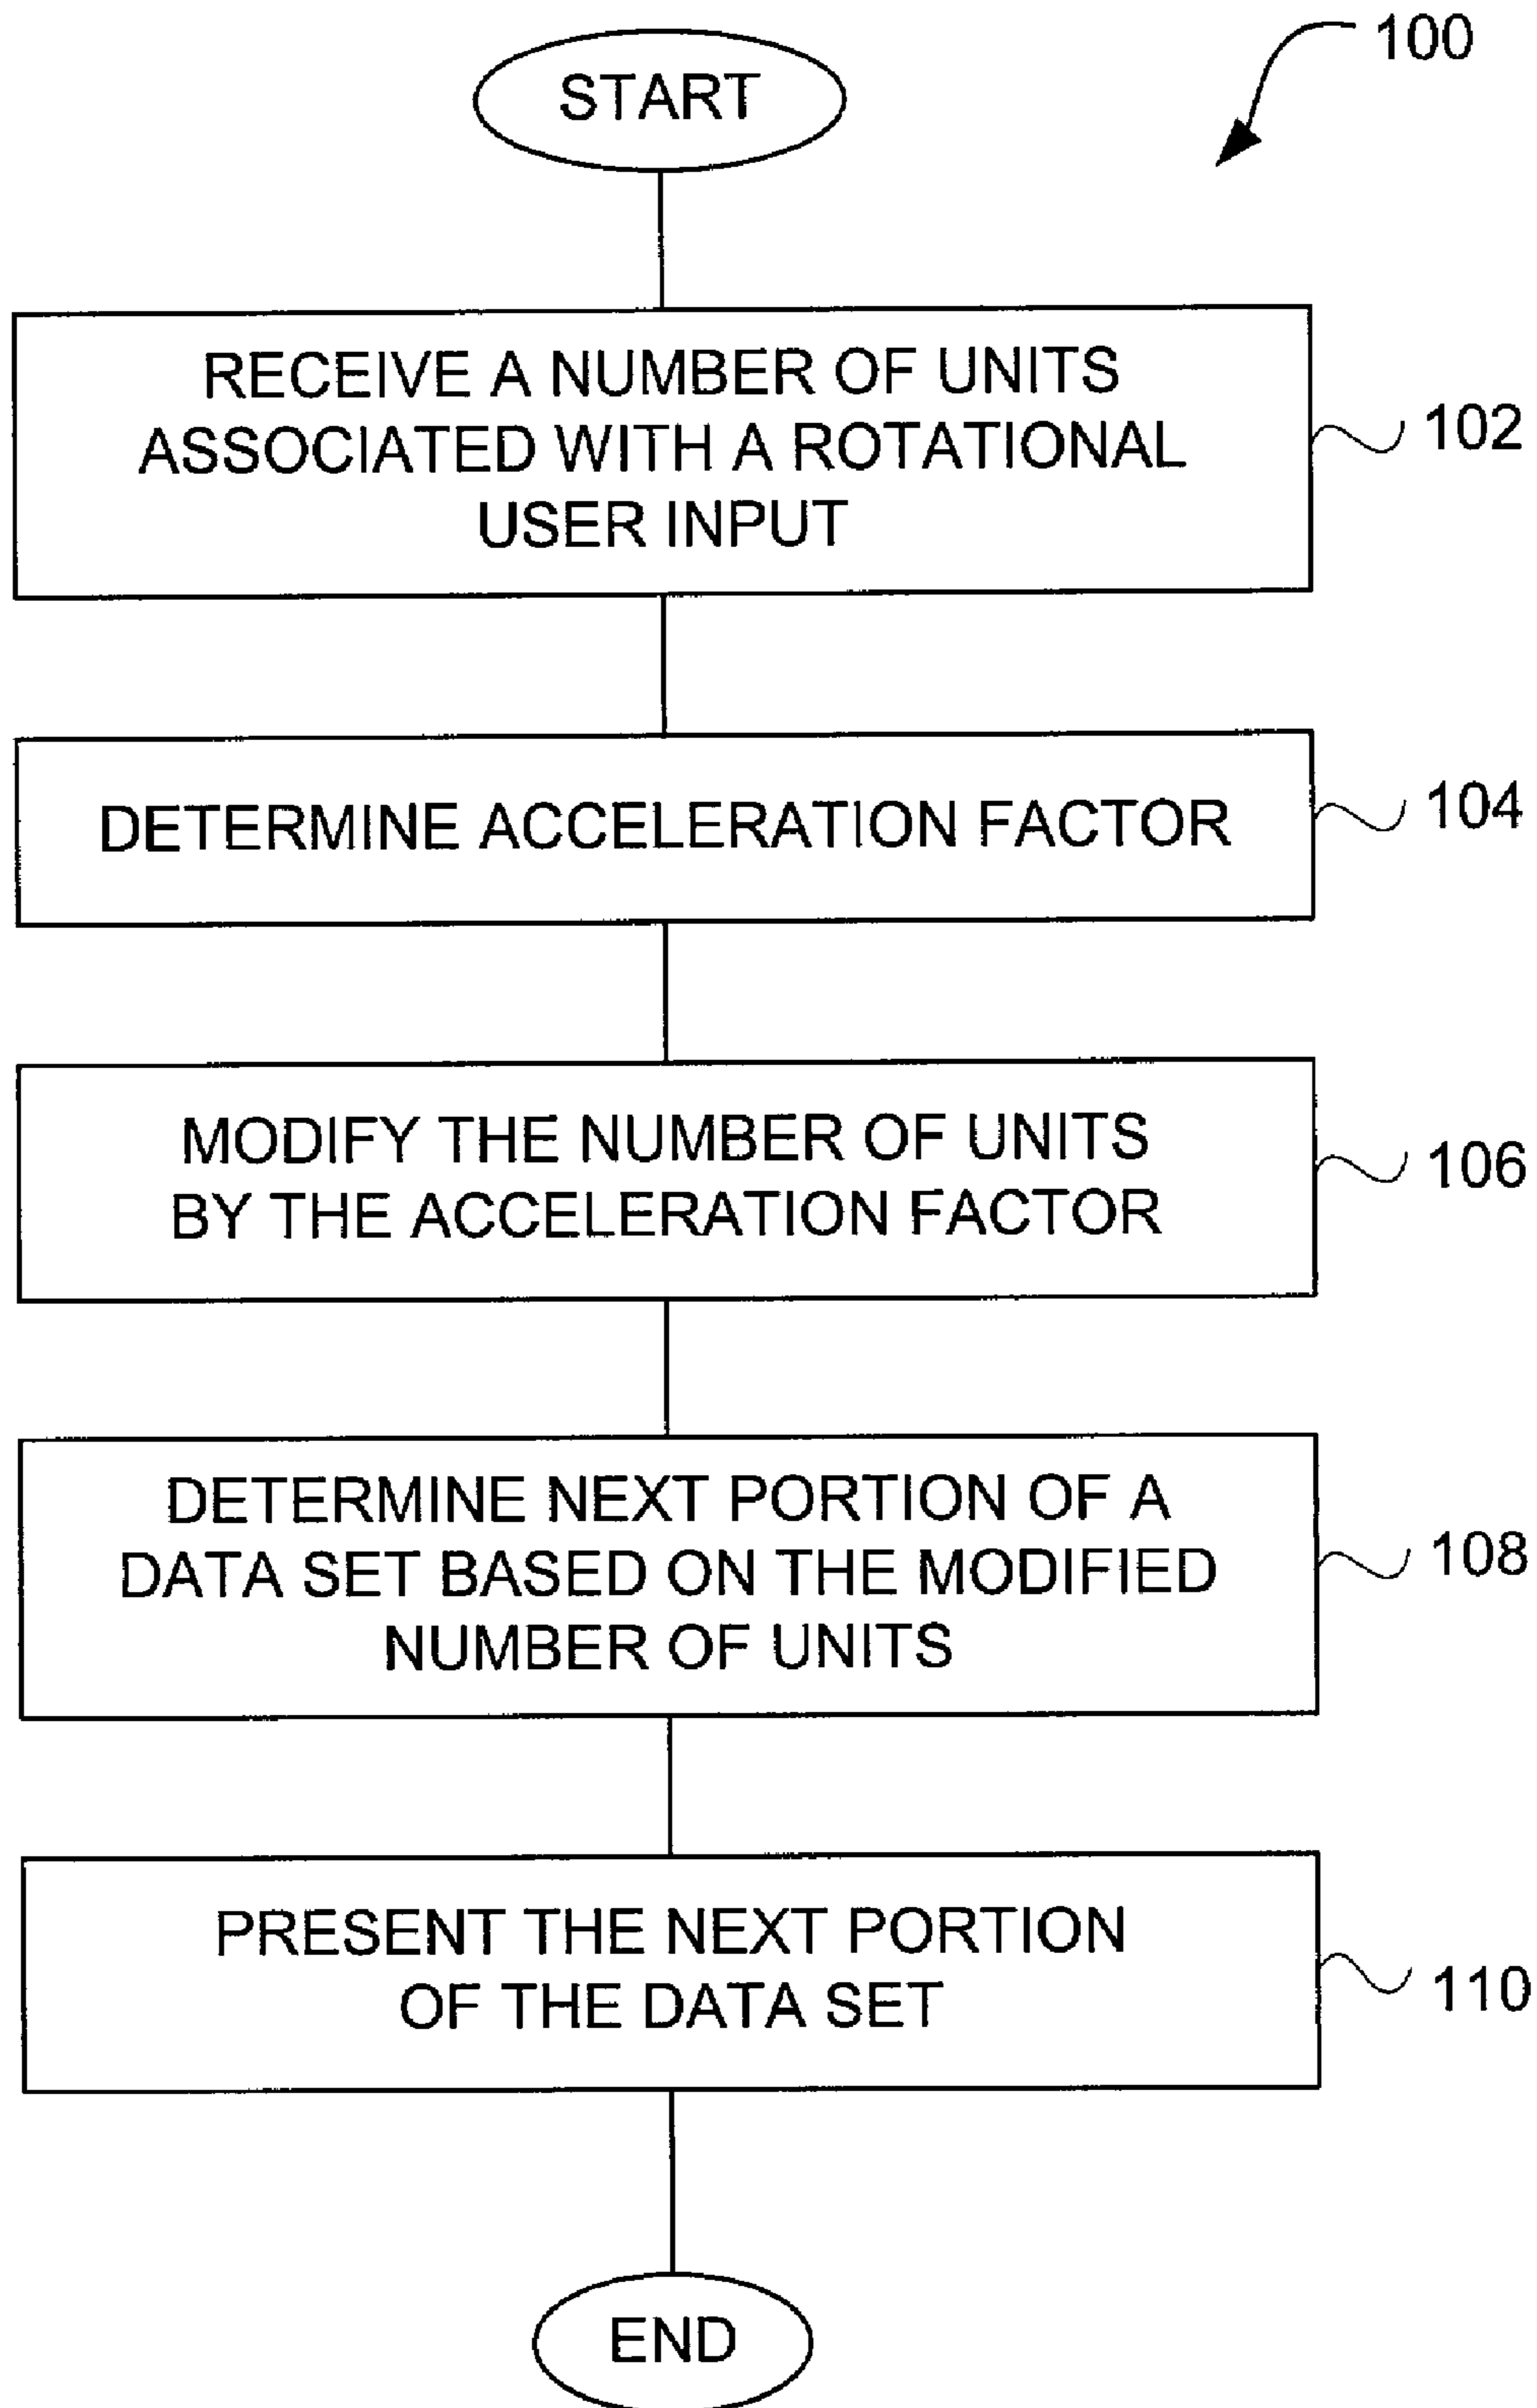 100
START
RECEIVE A NUMBER OF UNITS
ASSOCIATED WITH A ROTATIONAL
USER INPUT
102
DETERMINE ACCELERATION FACTOR
104
MODIFY THE NUMBER OF UNITS
BY THE ACCELERATION FACTOR
106
DETERMINE NEXT PORTION OF A
DATA SET BASED ON THE MODIFIED
NUMBER OF UNITS
108
PRESENT THE NEXT PORTION
OF THE DATA SET
110
END